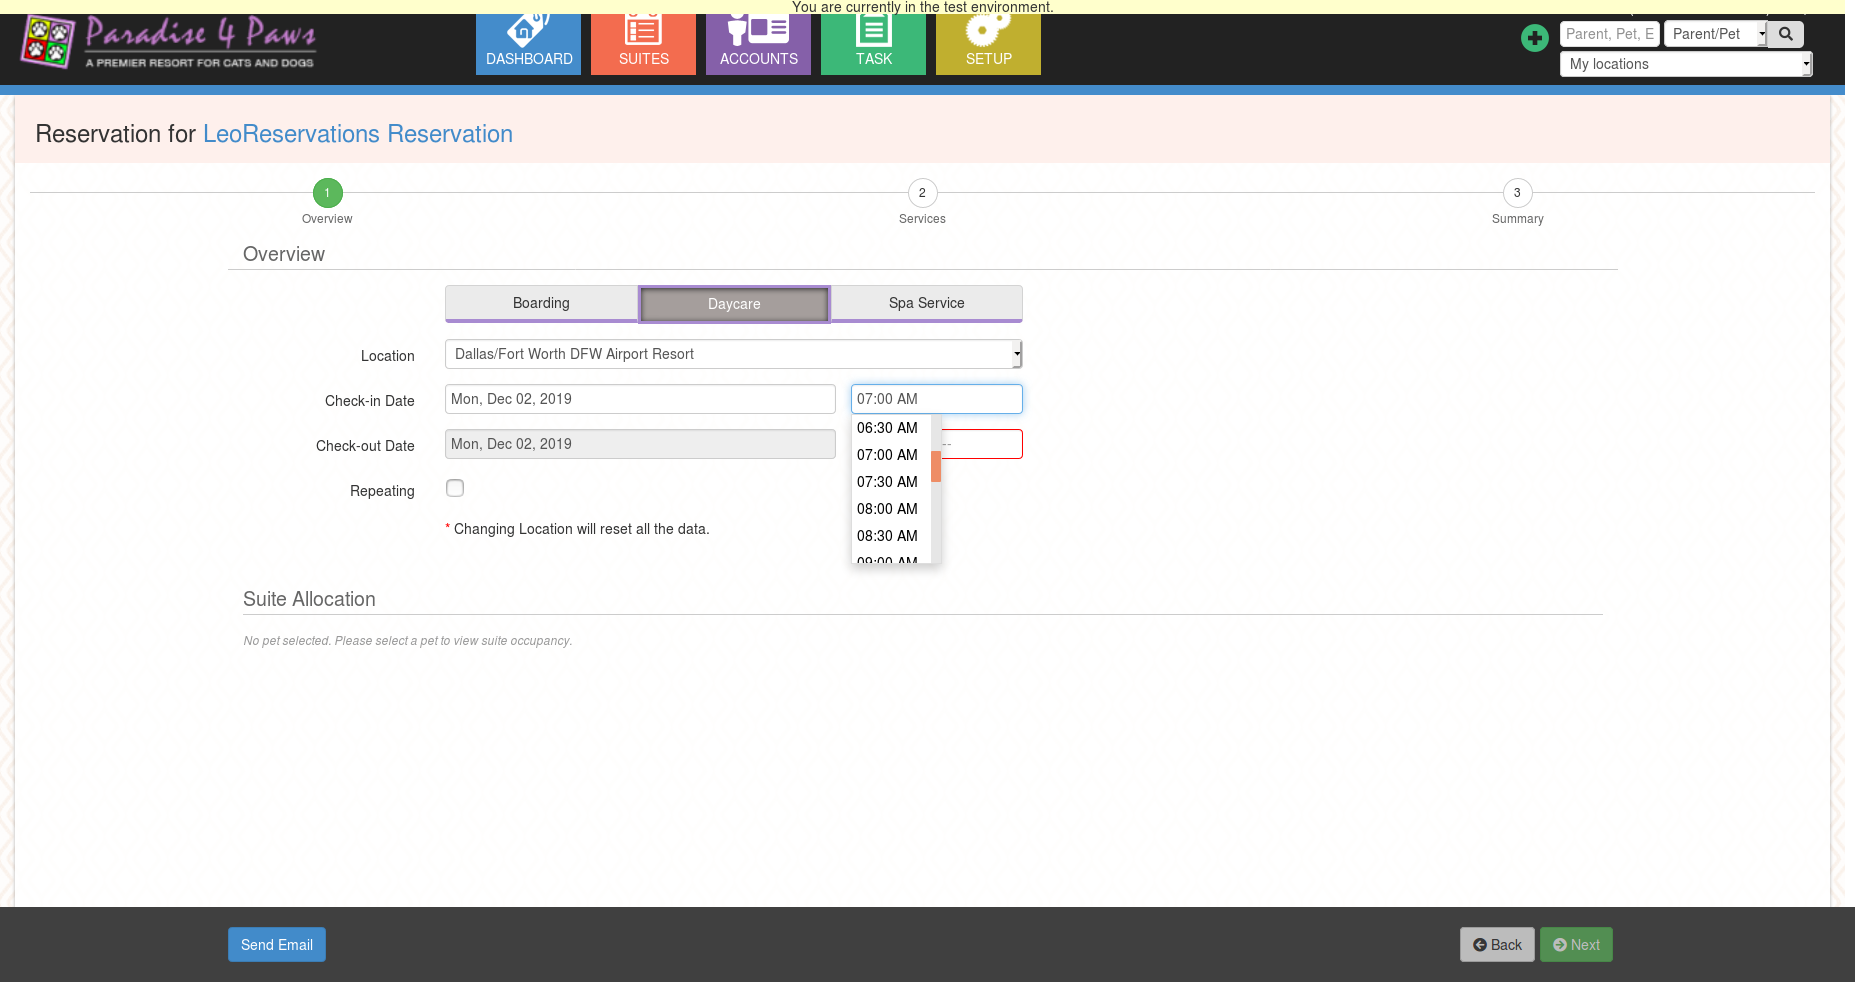 You are currently in the test environment.
Paradise 4 Paws
A PREMIER RESORT FOR CATS AND DOGS
DASHBOARD
SUITES
ACCOUNTS
TASK
SETUP
Parent, Pet, E
Parent/Pet
My locations
Reservation for LeoReservations Reservation
1
2
3
Overview
Services
Summary
Overview
Boarding
Daycare
Spa Service
Location
Dallas/Fort Worth DFW Airport Resort
Check-in Date
Mon, Dec 02, 2019
07:00 AM
Check-out Date
Mon, Dec 02, 2019
--
06:30 AM
07:00 AM
07:30 AM
08:00 AM
08:30 AM
09:00 AM
Repeating
* Changing Location will reset all the data.
Suite Allocation
No pet selected. Please select a pet to view suite occupancy.
Send Email
Back
Next